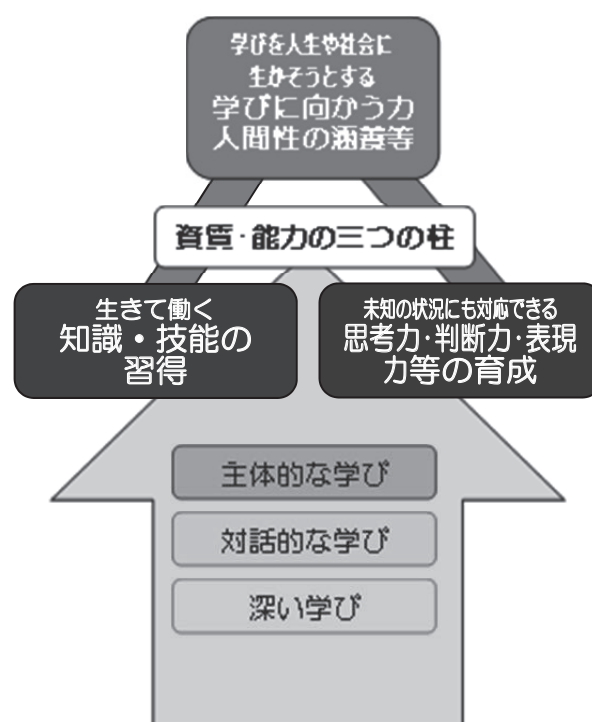 学びを人生や社会に
生かそうとする
学びに向かう力
人間性の涵養等
資質・能力の三つの柱
生きて働く
知識・技能の
習得
未知の状況にも対応できる
思考力・判断力・表現
力等の育成
主体的な学び
対話的な学び
深い学び